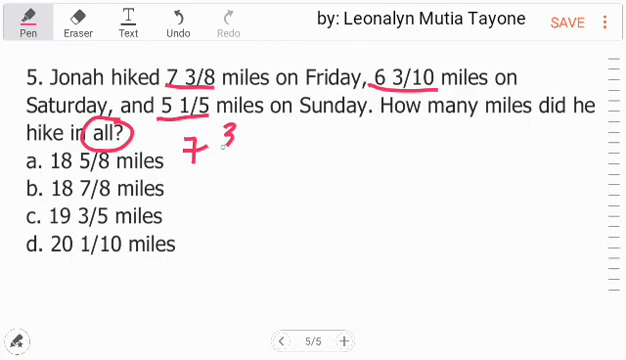 by: Leonalyn Mutia Tayone
SAVE
Pen
Eraser
Text
Undo
Redo
5. Jonah hiked 7 3/8 miles on Friday, 6 3/10 miles on
Saturday, and 5 1/5 miles on Sunday. How many miles did he
hike in all?
7 3
a. 18 5/8 miles
b. 18 7/8 miles
c. 19 3/5 miles
d. 20 1/10 miles
5/5